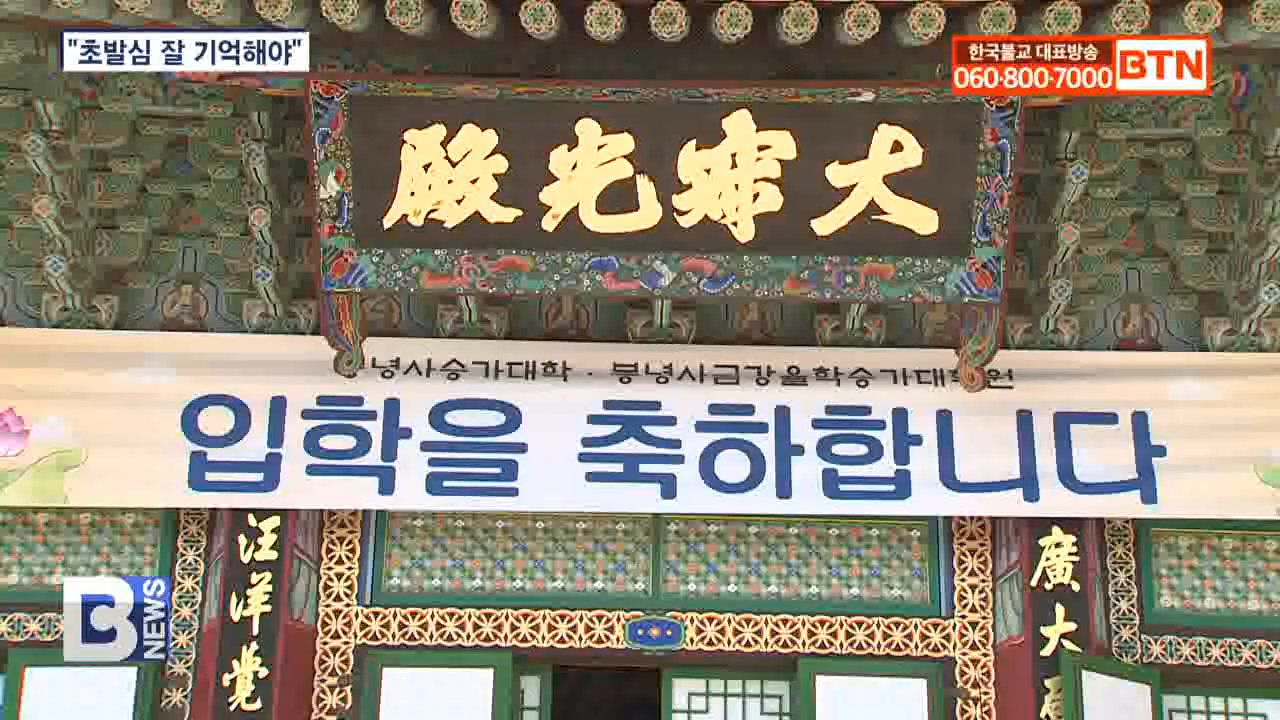 "초발심 잘 기억해야"
한국불교 대표방송
060·800·7000 BTN
殿光寂大
녕사승가대학 · 봉녕사금강율학승가대학원
입학을 축하합니다
汪洋覺
廣大
NEWS